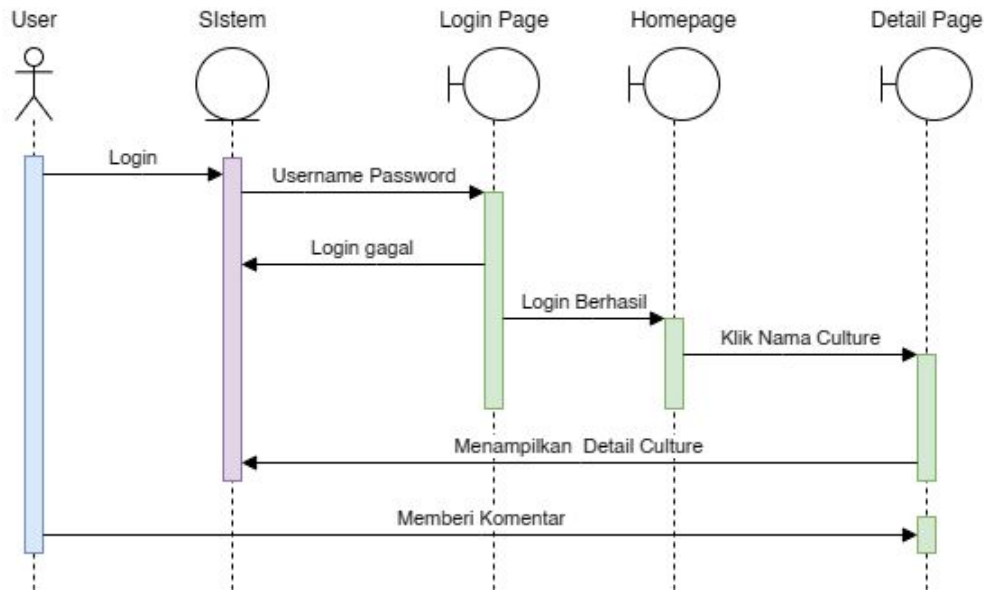 User
SIstem
Login Page
Homepage
Detail Page
Login
Username Password
Login gagal
Login Berhasil
Klik Nama Culture
Menampilkan Detail Culture
Memberi Komentar